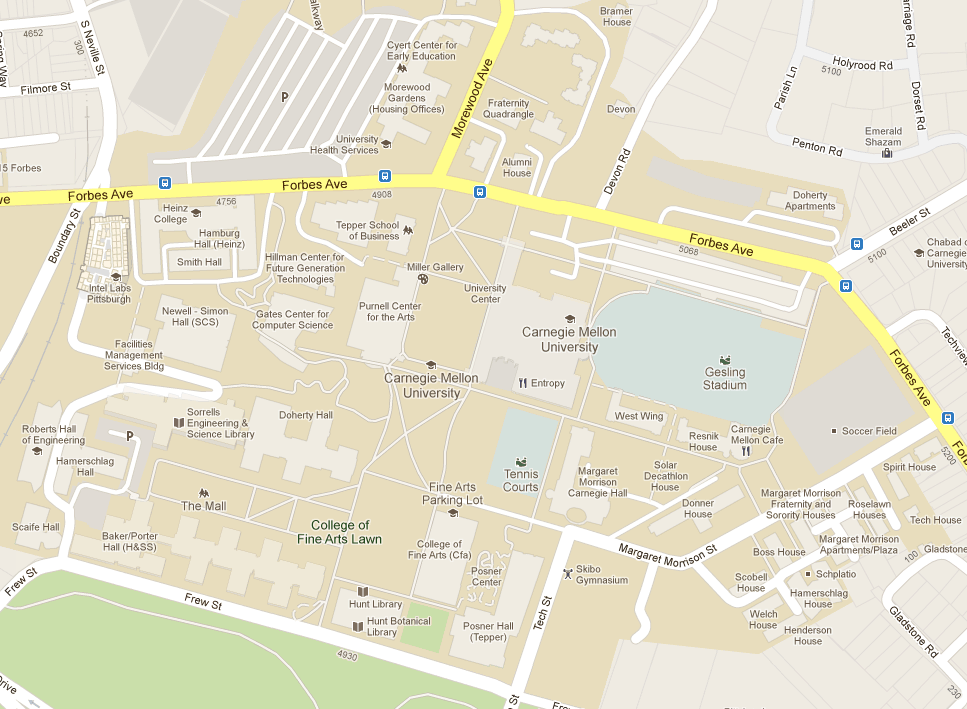 4652
S Neville St
300
Filmore St
Cyert Center for
Early Education
Morewood
Gardens
(Housing Offices)
P
University
Health Services
Morewood Ave
Fraternity
Quadrangle
Bramer
House
Devon
Alumni
House
Devon Rd
Holyrood Rd
5100
Parish Ln
Dorset Rd
Penton Rd
Emerald
Shazam
Forbes Ave
Forbes Ave
4908
4756
Heinz
College
Hamburg
Hall (Heinz)
Smith Hall
Boundary St
Intel Labs
Pittsburgh
Tepper School
of Business
Hillman Center for
Future Generation
Technologies
Miller Gallery
University
Center
Purnell Center
for the Arts
Gates Center for
Computer Science
Newell - Simon
Hall (SCS)
Facilities
Management
Services Bldg
Doherty
Apartments
Forbes Ave
5068
Beeler St
5100
Chabad of
Carnegie
University
Carnegie Mellon
University
Gesling
Stadium
Entropy
Carnegie Mellon
University
Forbes Ave
Techview
5200
Roberts Hall
of Engineering
Hamerschlag
Hall
P
Sorrells
Engineering &
Science Library
Doherty Hall
The Mall
Tennis
Courts
West Wing
Resnik
House
Carnegie
Mellon Cafe
Soccer Field
Spirit House
Margaret
Morrison
Carnegie Hall
Solar
Decathlon
House
Donner
House
Margaret Morrison
Fraternity and
Sorority Houses
Roselawn
Houses
Tech House
Fine Arts
Parking Lot
College of
Fine Arts Lawn
College of
Fine Arts (Cfa)
Posner
Center
Scaife Hall
Baker/Porter
Hall (H&SS)
Frew St
Frew St
4930
Hunt Library
Hunt Botanical
Library
Posner Hall
(Tepper)
Tech St
Skibo
Gymnasium
Margaret Morrison St
Boss House
Margaret Morrison
Apartments/Plaza
Scobell
House
Schplatio
Hamerschlag
House
Welch
House
Henderson
House
100
Gladstone
Gladstone Rd
230